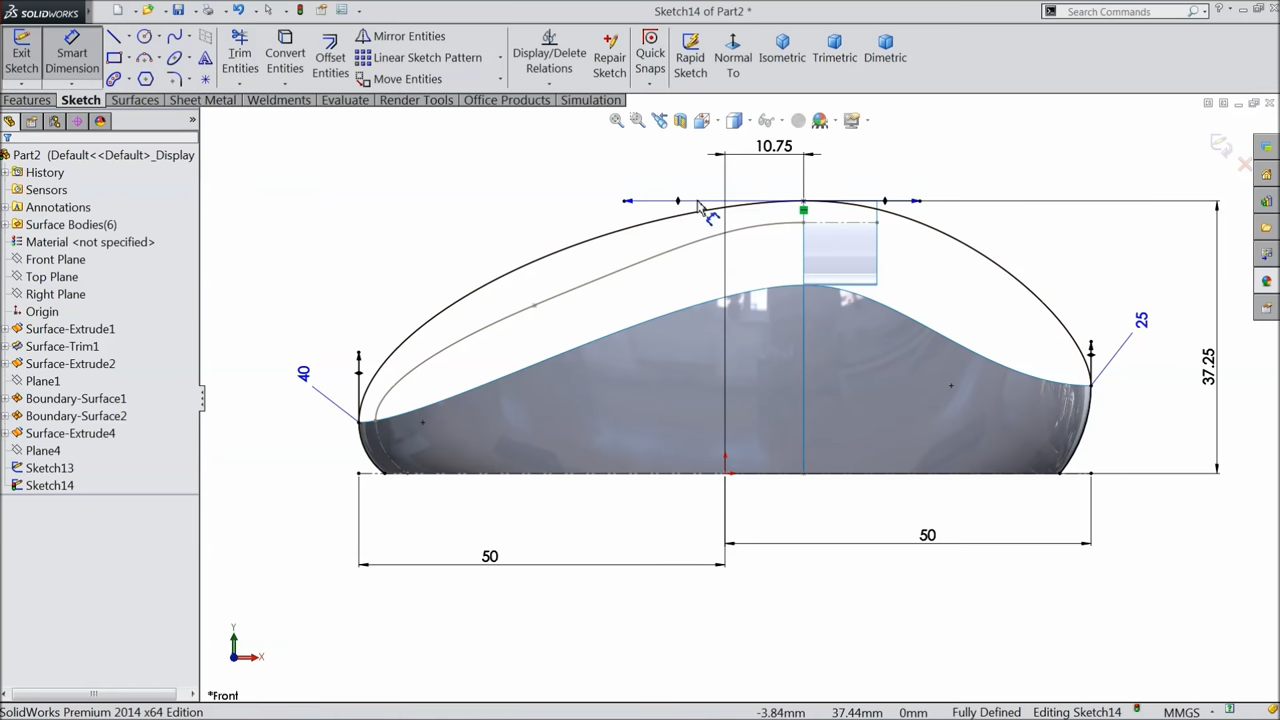 SOLIDWORKS
Sketch14 of Part2 *
Search Commands
Exit Sketch
Smart Dimension
Trim Entities
Convert Entities
Offset Entities
Mirror Entities
Linear Sketch Pattern
Move Entities
Display/Delete Relations
Repair Sketch
Quick Snaps
Rapid Sketch
Normal To
Isometric
Trimetric
Dimetric
Features
Sketch
Surfaces
Sheet Metal
Weldments
Evaluate
Render Tools
Office Products
Simulation
Part2 (Default<<Default>_Display
History
Sensors
Annotations
Surface Bodies(6)
Material <not specified>
Front Plane
Top Plane
Right Plane
Origin
Surface-Extrude1
Surface-Trim1
Surface-Extrude2
Plane1
Boundary-Surface1
Boundary-Surface2
Surface-Extrude4
Plane4
Sketch13
Sketch14
10.75
25
37.25
40
50
50
Y
X
*Front
SolidWorks Premium 2014 x64 Edition
-3.84mm
37.44mm
0mm
Fully Defined
Editing Sketch14
MMGS